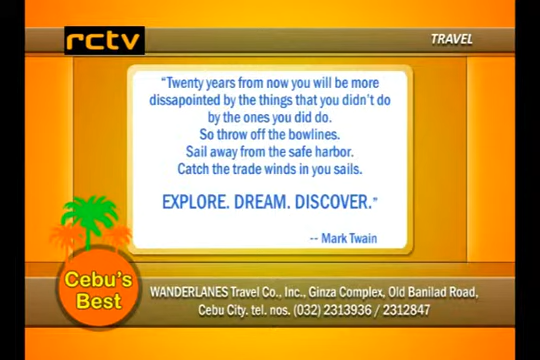 rctv
TRAVEL
"Twenty years from now you will be more
dissapointed by the things that you didn't do
by the ones you did do.
So throw off the bowlines.
Sail away from the safe harbor.
Catch the trade winds in you sails.
EXPLORE. DREAM. DISCOVER."
-- Mark Twain
Cebu's
Best
WANDERLANES Travel Co., Inc., Ginza Complex, Old Banilad Road,
Cebu City. tel. nos. (032) 2313936 / 2312847